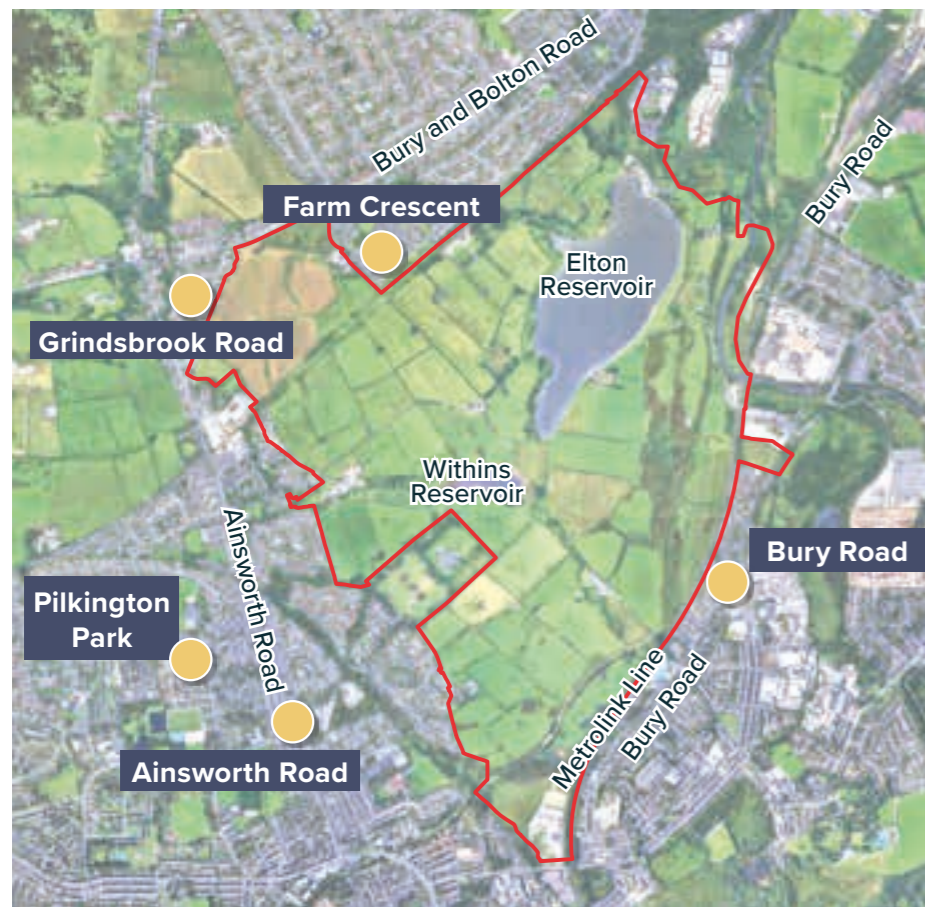 Bury and Bolton Road
Bury Road
Farm Crescent
Elton
Reservoir
Grindsbrook Road
Withins
Reservoir
Ainsworth Road
Bury Road
Pilkington
Park
Metrolink Line
Bury Road
Ainsworth Road